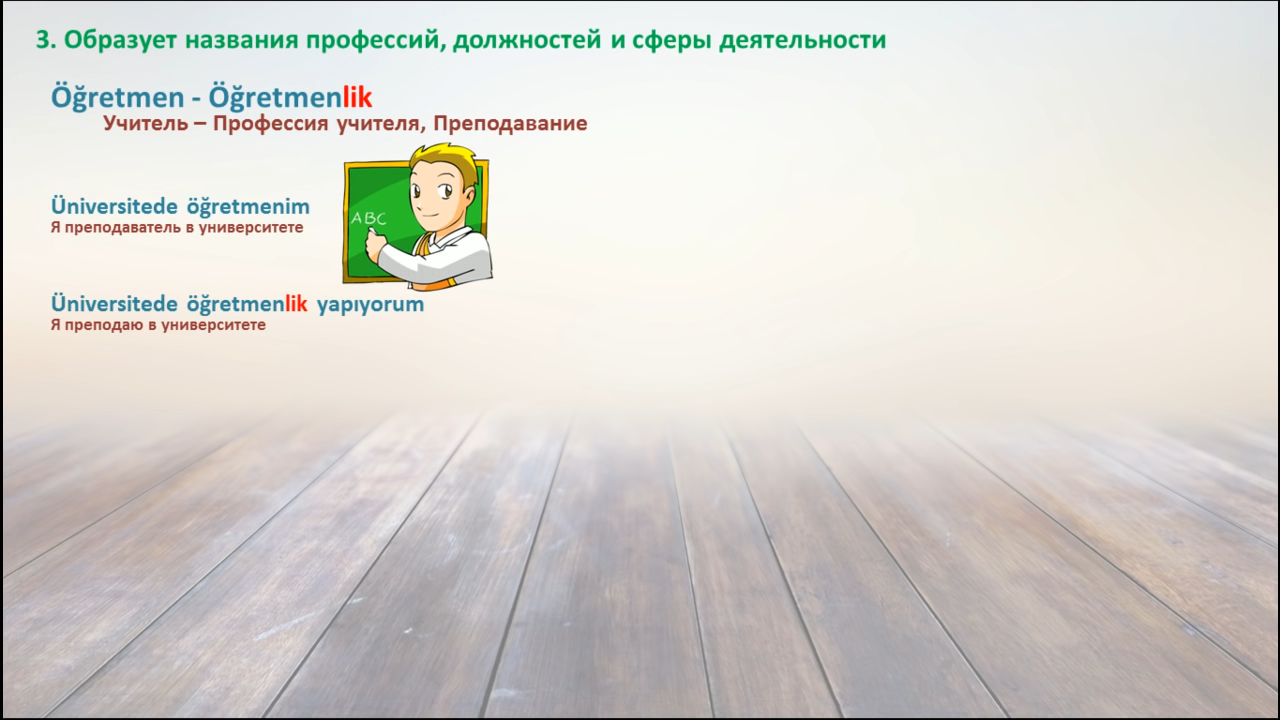 3. Образует названия профессий, должностей и сферы деятельности
Öğretmen - Öğretmenlik
Учитель – Профессия учителя, Преподавание
Üniversitede öğretmenim
Я преподаватель в университете
ABC
Üniversitede öğretmenlik yapıyorum
Я преподаю в университете